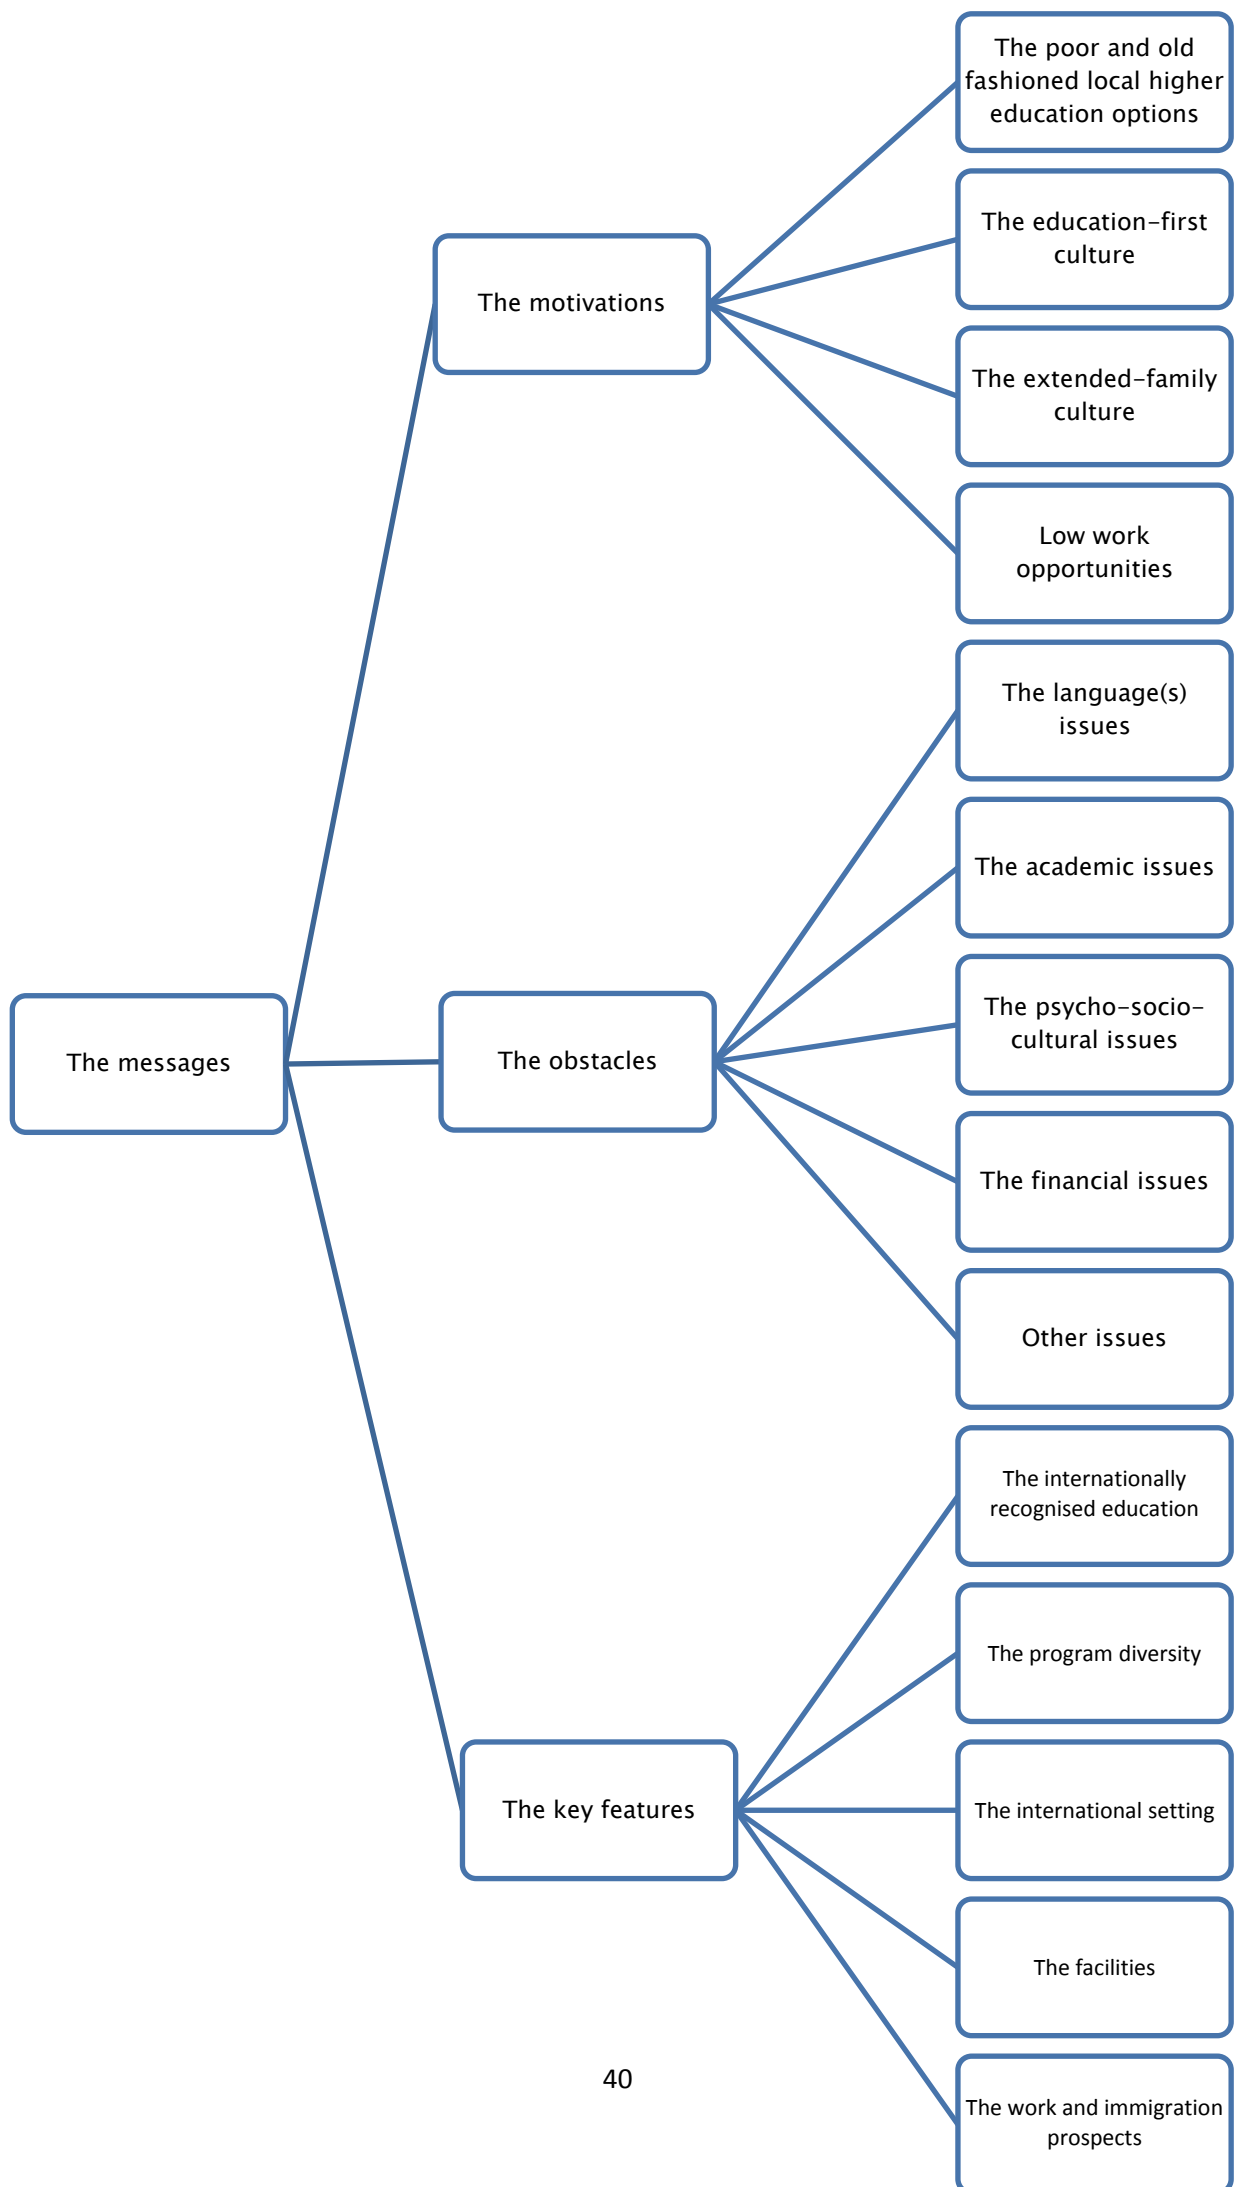 The poor and old
fashioned local higher
education options
The education-first
culture
The motivations
The extended-family
culture
Low work
opportunities
The language(s)
issues
The academic issues
The psycho-socio-
cultural issues
The messages
The obstacles
The financial issues
Other issues
The internationally
recognised education
The program diversity
The key features
The international setting
The facilities
The work and immigration
prospects
40